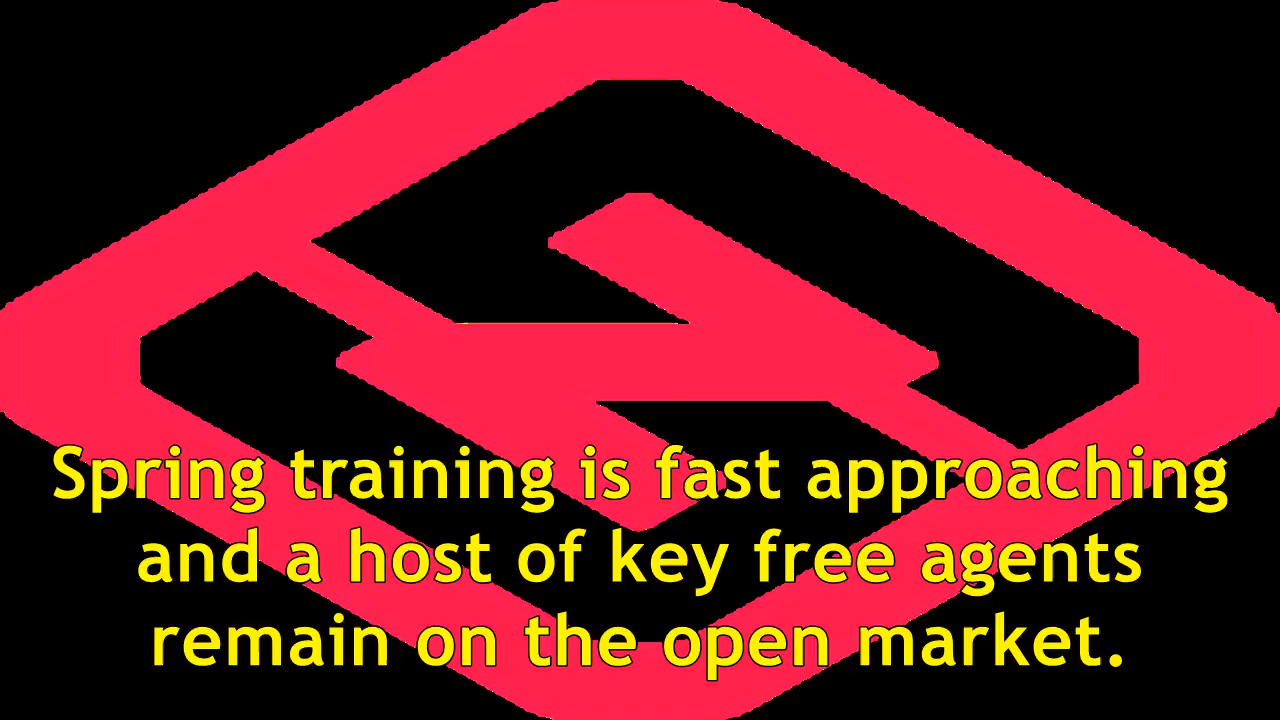 Spring training is fast approaching
and a host of key free agents
remain on the open market.